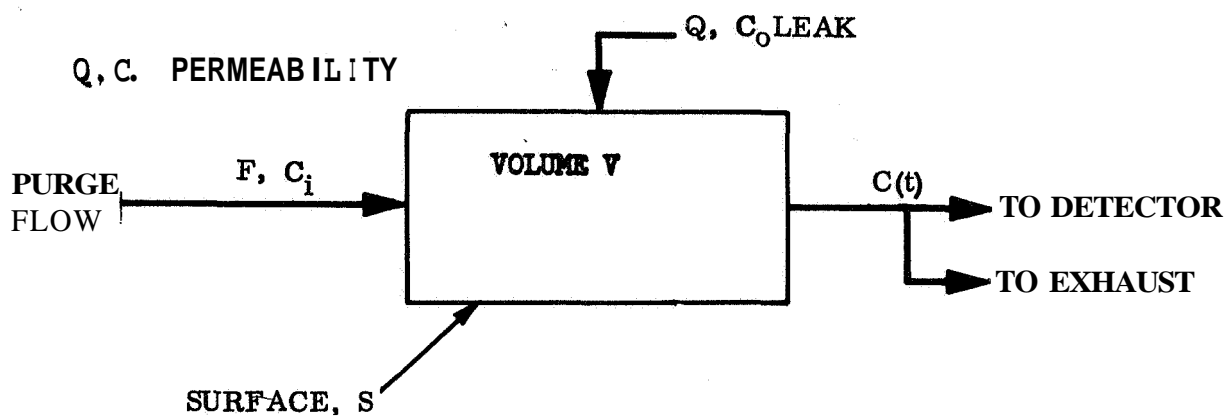 Q, C₀ LEAK
Q, C. PERMEABILITY
VOLUME V
F, Cᵢ
PURGE
FLOW
C(t)
TO DETECTOR
TO EXHAUST
SURFACE, S